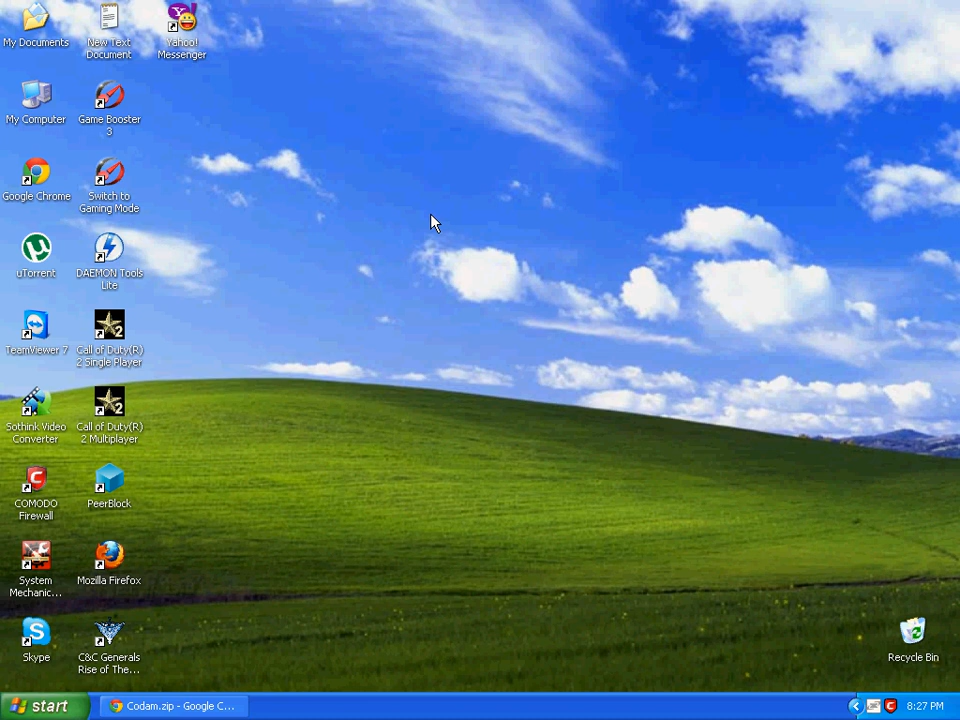 My Documents
New Text
Document
Yahoo!
Messenger
My Computer
Game Booster
3
Google Chrome
Switch to
Gaming Mode
uTorrent
DAEMON Tools
Lite
TeamViewer 7
Call of Duty(R)
2 Single Player
Sothink Video
Converter
Call of Duty(R)
2 Multiplayer
COMODO
Firewall
PeerBlock
System
Mechanic...
Mozilla Firefox
Skype
C&C Generals
Rise of The...
Recycle Bin
start
Codam.zip - Google C...
8:27 PM